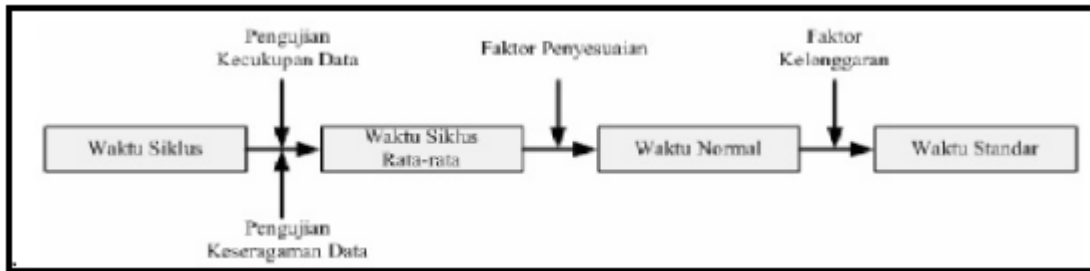 Pengujian
Kecukupan Data
Faktor Penyesuaian
Faktor
Kelonggaran
Waktu Siklus
Waktu Siklus
Rata-rata
Waktu Normal
Waktu Standar
Pengujian
Keseragaman Data